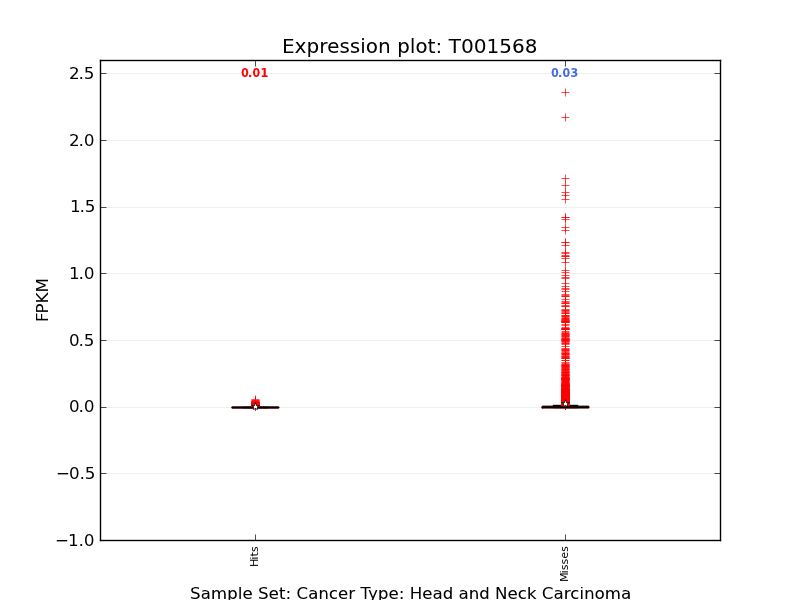 Expression plot: T001568
0.01
0.03
2.5
2.0
1.5
1.0
0.5
0.0
−0.5
−1.0
FPKM
Hits
Misses
Sample Set: Cancer Type: Head and Neck Carcinoma